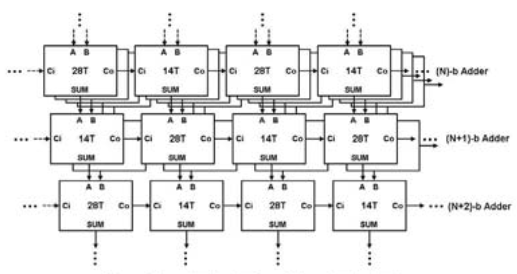 A B A B A B A B
Ci 28T Co Ci 14T Co Ci 28T Co Ci 14T Co (N)-b Adder
SUM SUM SUM SUM
A B A B A B A B
Ci 14T Co Ci 28T Co Ci 14T Co Ci 28T Co (N+1)-b Adder
SUM SUM SUM SUM
A B A B A B A B
Ci 28T Co Ci 14T Co Ci 28T Co Ci 14T Co (N+2)-b Adder
SUM SUM SUM SUM